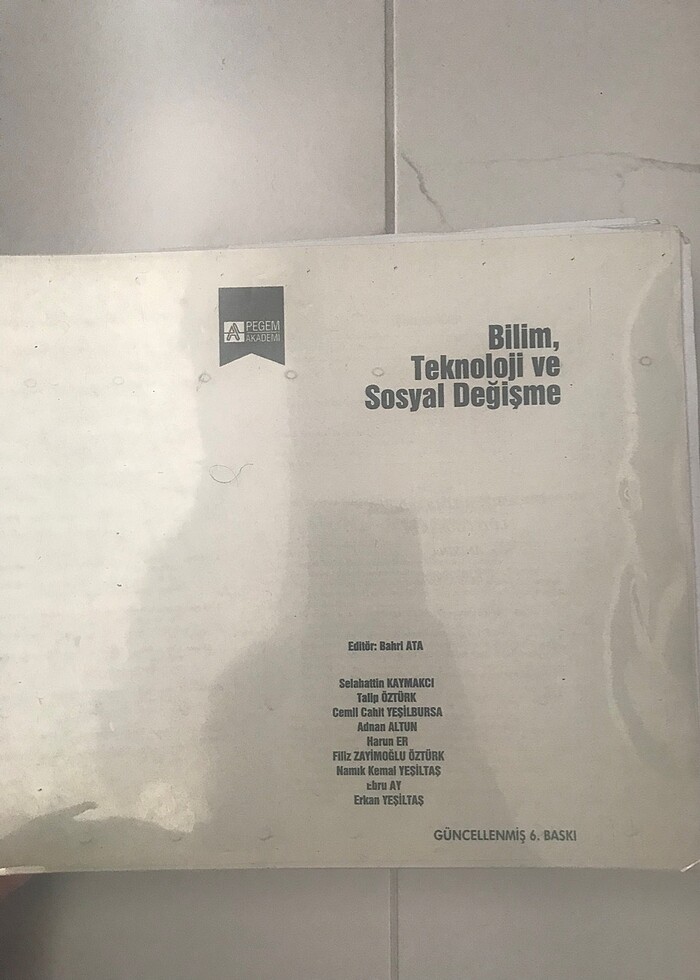 PEGEM
AKADEMİ
Bilim,
Teknoloji ve
Sosyal Değişme
Editör: Bahri ATA
Selahattin KAYMAKCI
Talip ÖZTÜRK
Cemil Cahit YEŞİLBURSA
Adnan ALTUN
Harun ER
Filiz ZAYİMOĞLU ÖZTÜRK
Namık Kemal YEŞİLTAŞ
Ebru AY
Erkan YEŞİLTAŞ
GÜNCELLENMİŞ 6. BASKI